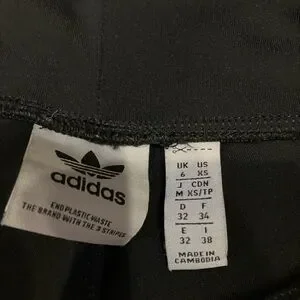 adidas
END PLASTIC WASTE
THE BRAND WITH THE 3 STRIPES
UK US
6 XS
J CDN
M XS/TP
D F
32 34
E I
32 38
MADE IN
CAMBODIA